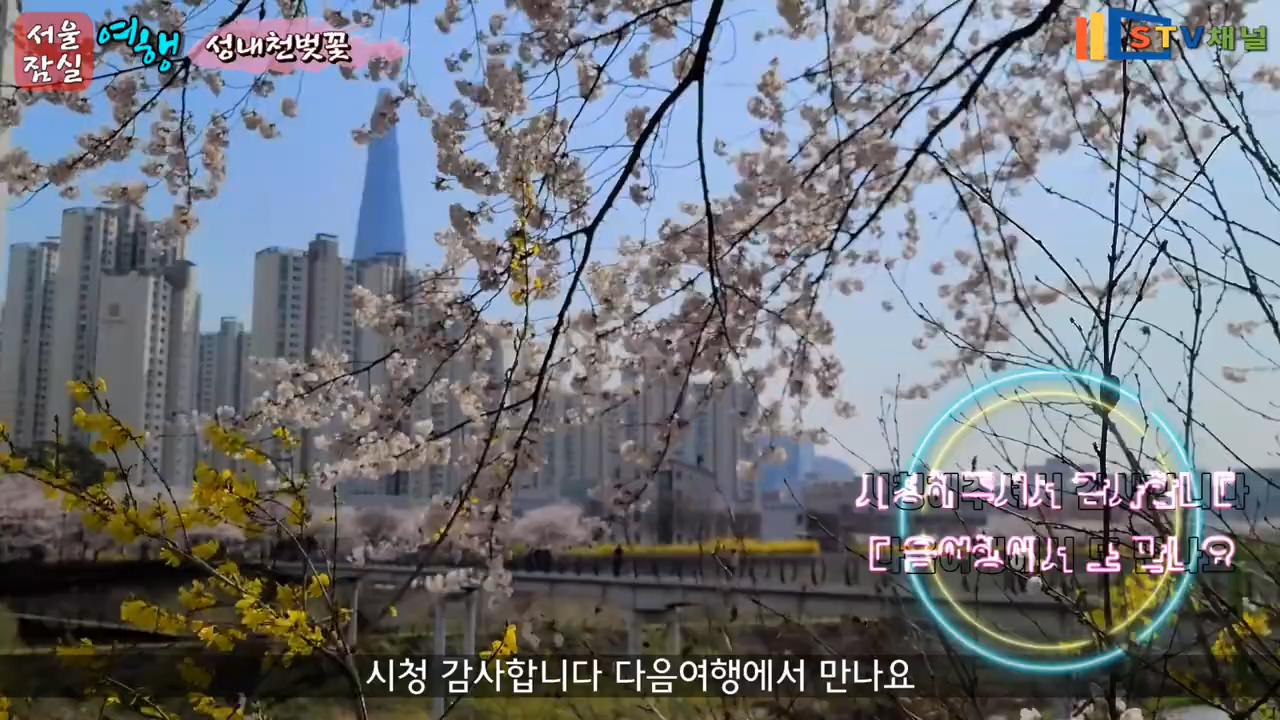 서울
잠실
여행
성내천벚꽃
STV채널
시청해주셔서 감사합니다
다음여행에서 또 만나요
시청 감사합니다 다음여행에서 만나요